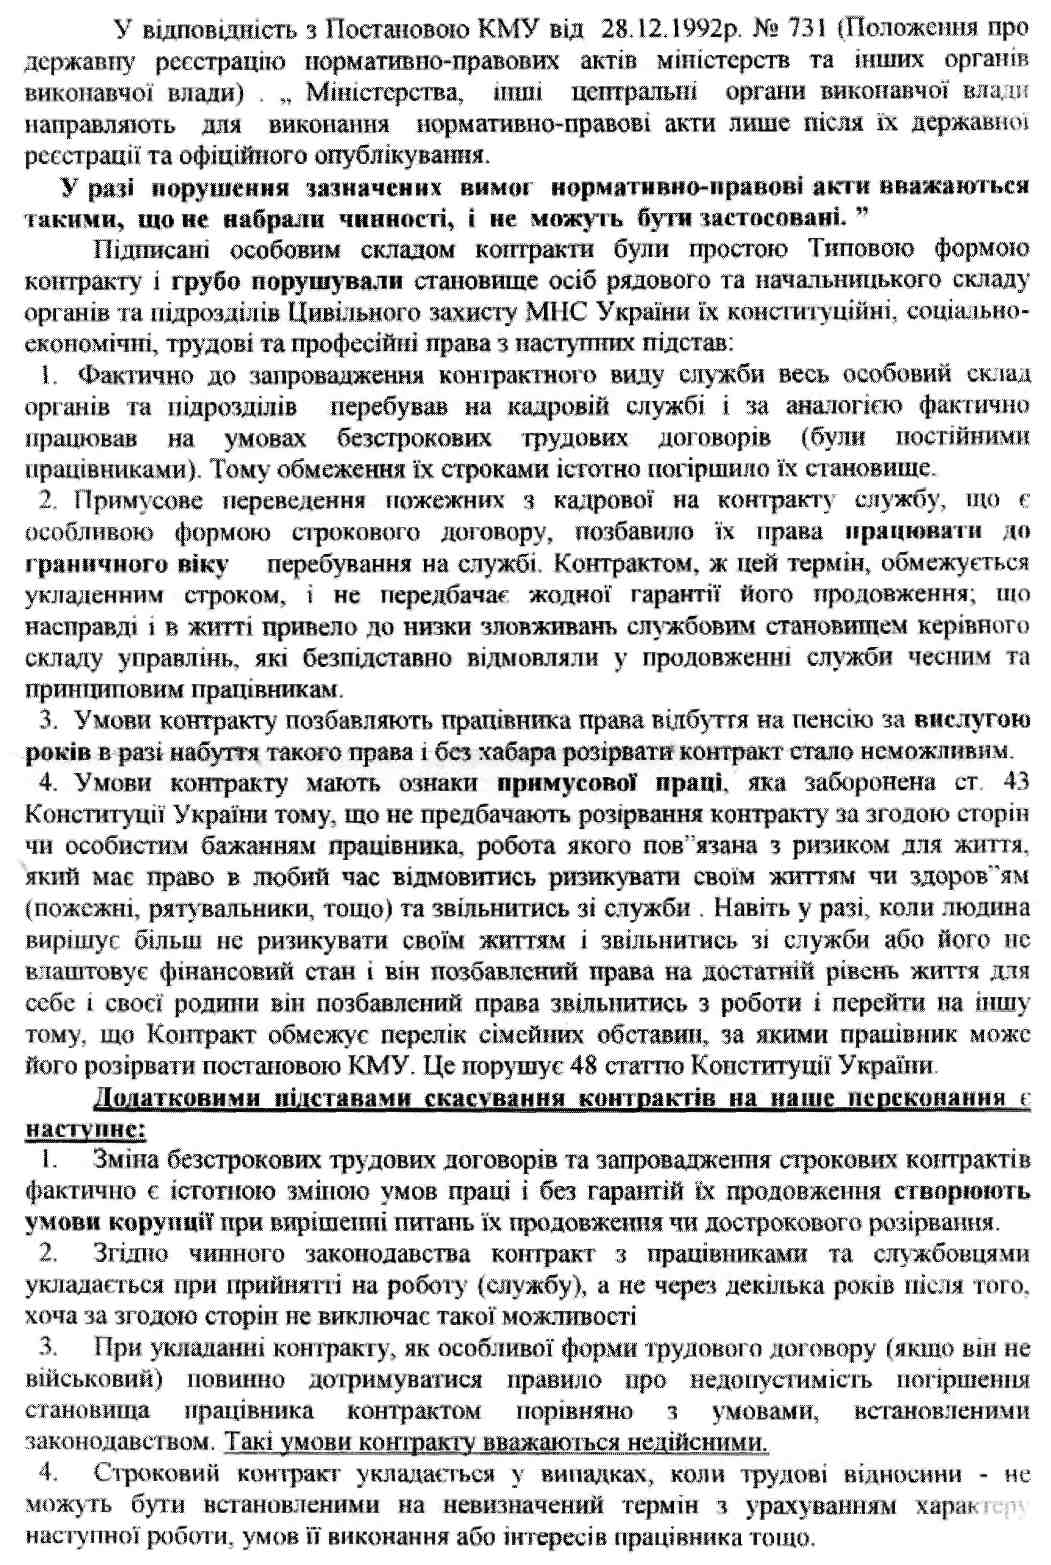 У відповідність з Постановою КМУ від 28.12.1992р. № 731 (Положення про
державну реєстрацію нормативно-правових актів міністерств та інших органів
виконавчої влади) . „ Міністерства, інші центральні органи виконавчої влади
направляють для виконання нормативно-правові акти лише після їх державної
реєстрації та офіційного опублікування.
У разі порушення зазначених вимог нормативно-правові акти вважаються
такими, що не набрали чинності, і не можуть бути застосовані. ”
Підписані особовим складом контракти були простою Типовою формою
контракту і грубо порушували становище осіб рядового та начальницького складу
органів та підрозділів Цивільного захисту МНС України їх конституційні, соціально-
економічні, трудові та професійні права з наступних підстав:
1. Фактично до запровадження контрактного виду служби весь особовий склад
органів та підрозділів перебував на кадровій службі і за аналогією фактично
працював на умовах безстрокових трудових договорів (були постійними
працівниками). Тому обмеження їх строками істотно погіршило їх становище.
2. Примусове переведення пожежних з кадрової на контракту службу, що є
особливою формою строкового договору, позбавило їх права працювати до
граничного віку перебування на службі. Контрактом, ж цей термін, обмежується
укладенним строком, і не передбачає жодної гарантії його продовження; що
насправді і в житті привело до низки зловживань службовим становищем керівного
складу управлінь, які безпідставно відмовляли у продовженні служби чесним та
принциповим працівникам.
3. Умови контракту позбавляють працівника права відбуття на пенсію за вислугою
років в разі набуття такого права і без хабара розірвати контракт стало неможливим.
4. Умови контракту мають ознаки примусової праці, яка заборонена ст. 43
Конституції України тому, що не предбачають розірвання контракту за згодою сторін
чи особистим бажанням працівника, робота якого пов”язана з ризиком для життя,
який має право в любий час відмовитись ризикувати своїм життям чи здоров”ям
(пожежні, рятувальники, тощо) та звільнитись зі служби . Навіть у разі, коли людина
вирішує більш не ризикувати своїм життям і звільнитись зі служби або його не
влаштовує фінансовий стан і він позбавлений права на достатній рівень життя для
себе і своєї родини він позбавлений права звільнитись з роботи і перейти на іншу
тому, що Контракт обмежує перелік сімейних обставин, за якими працівник може
його розірвати постановою КМУ. Це порушує 48 статтю Конституції України.
Додатковими підставами скасування контрактів на наше переконання є
наступне:
1. Зміна безстрокових трудових договорів та запровадження строкових контрактів
фактично є істотною зміною умов праці і без гарантій їх продовження створюють
умови корупції при вирішенні питань їх продовження чи дострокового розірвання.
2. Згідно чинного законодавства контракт з працівниками та службовцями
укладається при прийнятті на роботу (службу), а не через декілька років після того,
хоча за згодою сторін не виключає такої можливості
3. При укладанні контракту, як особливої форми трудового договору (якщо він не
військовий) повинно дотримуватися правило про недопустимість погіршення
становища працівника контрактом порівняно з умовами, встановленими
законодавством. Такі умови контракту вважаються недійсними.
4. Строковий контракт укладається у випадках, коли трудові відносини - не
можуть бути встановленими на невизначений термін з урахуванням характеру
наступної роботи, умов її виконання або інтересів працівника тощо.